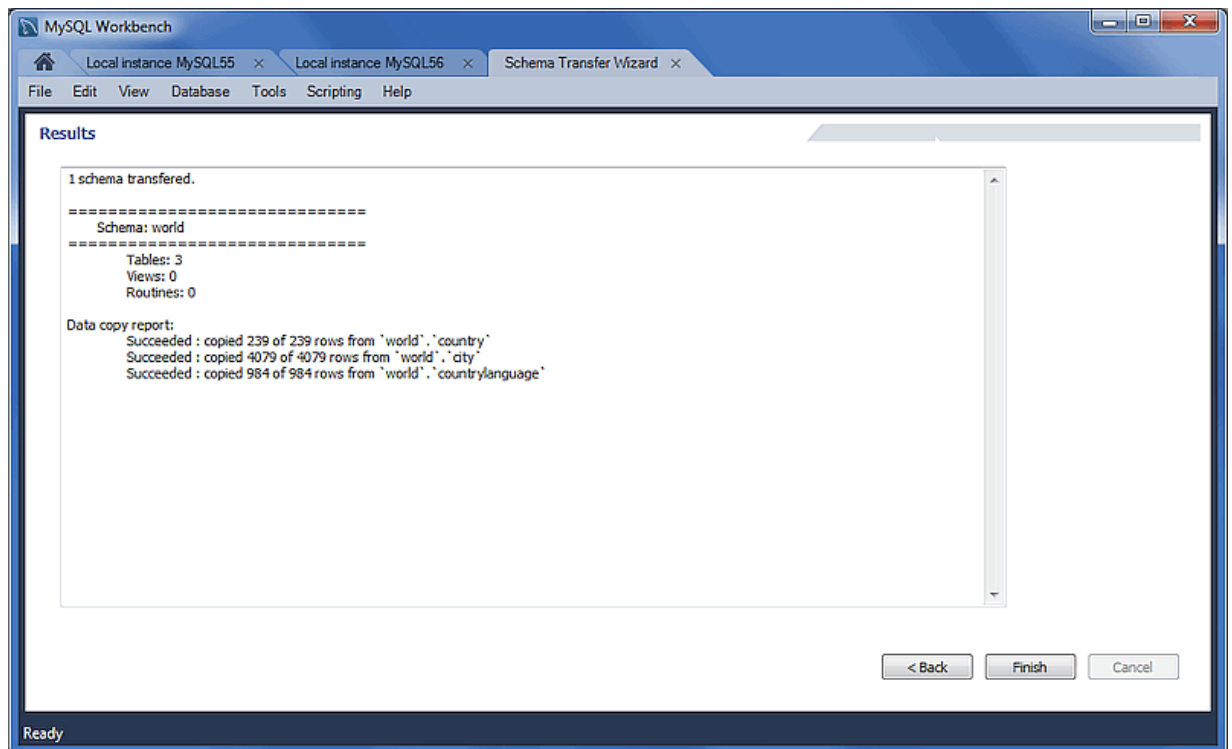 MySQL Workbench
Local instance MySQL55 Local instance MySQL56 Schema Transfer Wizard
File Edit View Database Tools Scripting Help
Results
1 schema transfered.
==============================
Schema: world
==============================
Tables: 3
Views: 0
Routines: 0
Data copy report:
Succeeded : copied 239 of 239 rows from `world`.`country`
Succeeded : copied 4079 of 4079 rows from `world`.`city`
Succeeded : copied 984 of 984 rows from `world`.`countrylanguage`
< Back Finish Cancel
Ready